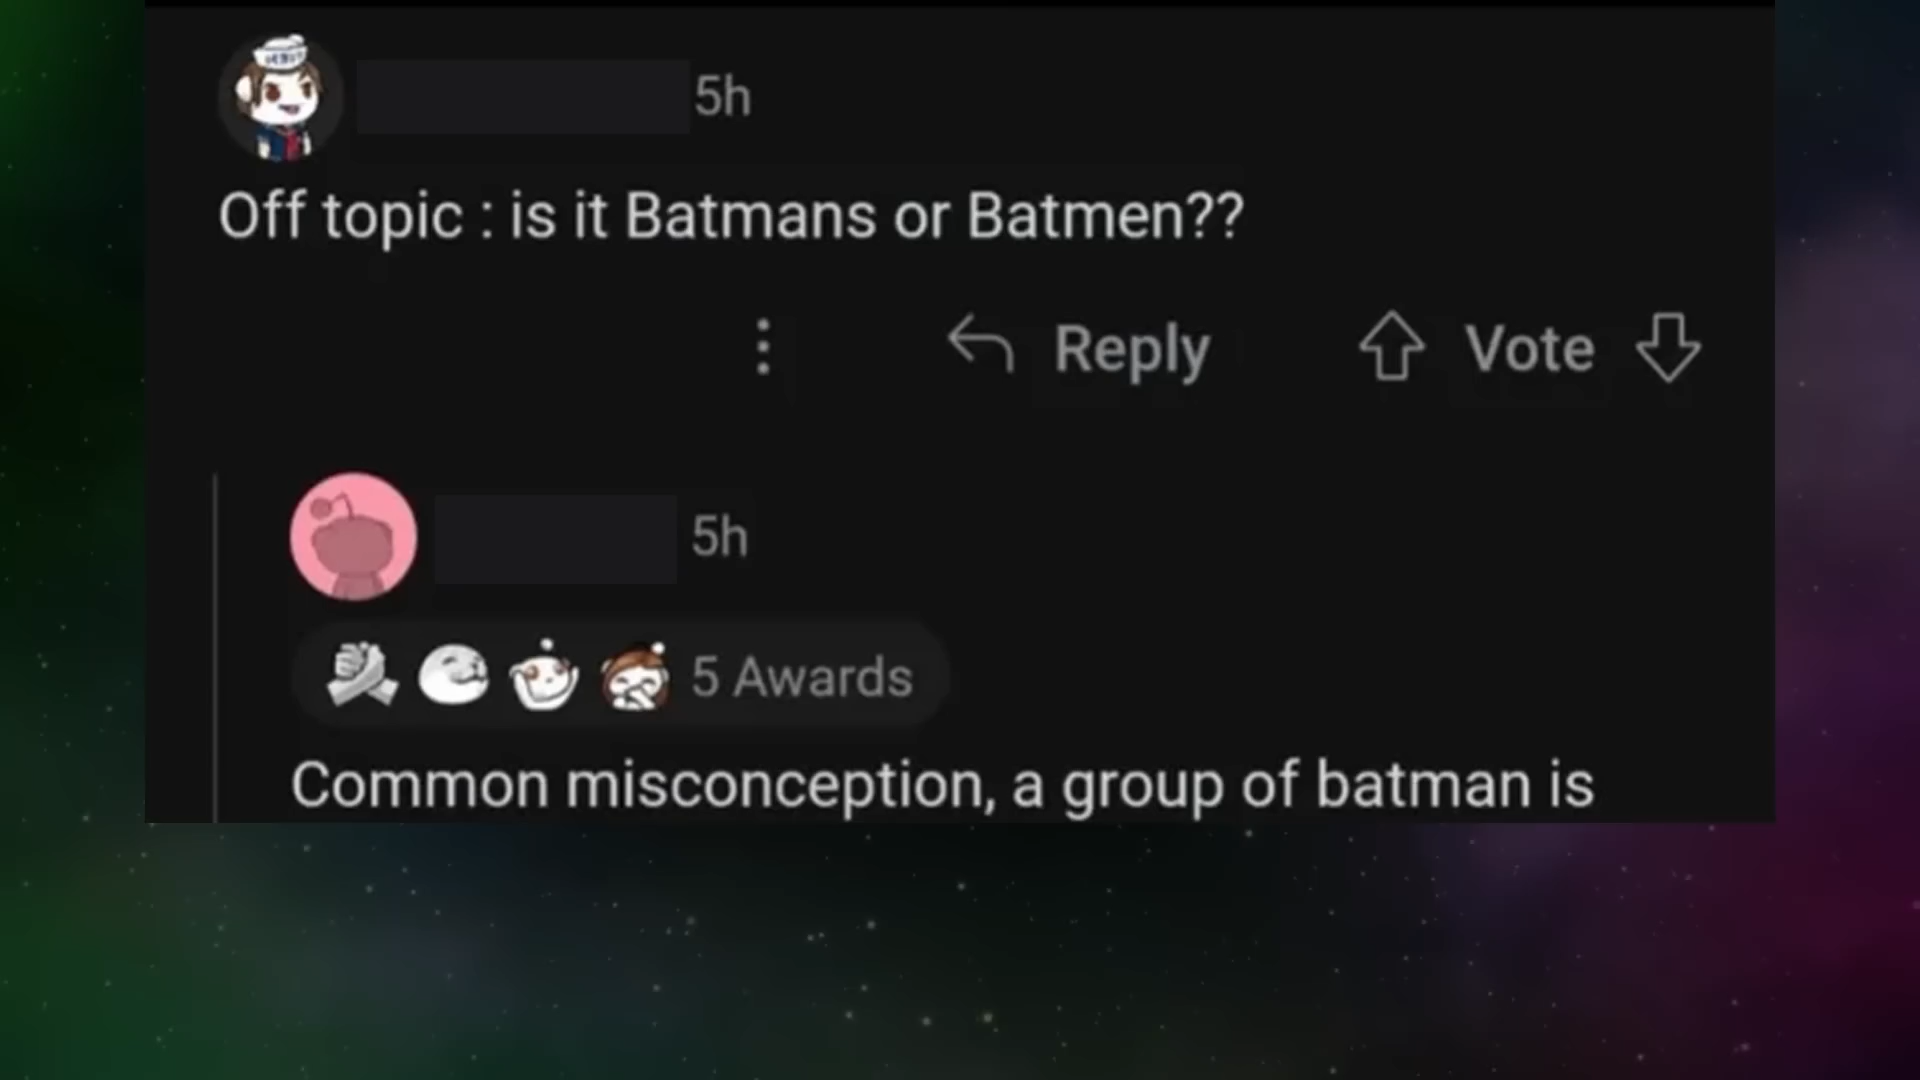 5h
Off topic : is it Batmans or Batmen??
Reply Vote
5h
5 Awards
Common misconception, a group of batman is